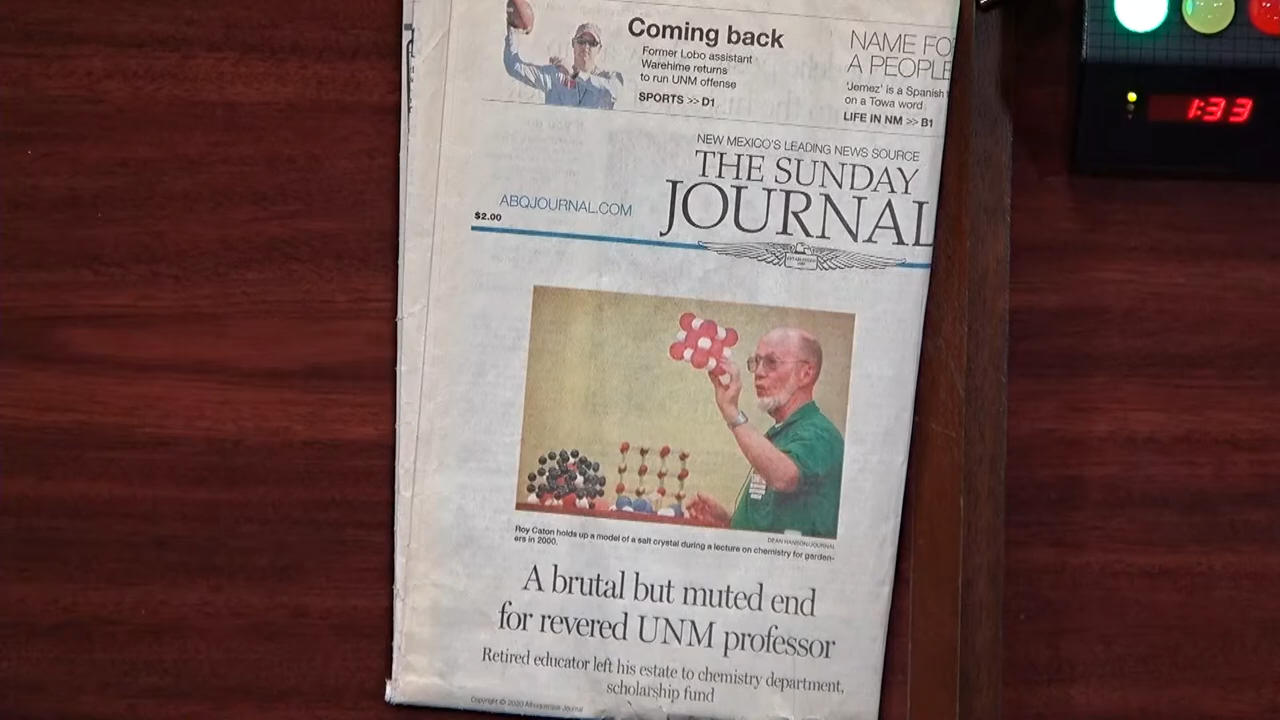 Coming back
Former Lobo assistant
Warehime returns
to run UNM offense
SPORTS >> D1
NAME FO
A PEOPLE
'Jemez' is a Spanish
on a Towa word
LIFE IN NM >> B1
1:33
NEW MEXICO'S LEADING NEWS SOURCE
THE SUNDAY
JOURNAL
ABQJOURNAL.COM
$2.00
DEAN HANSON/JOURNAL
Roy Caton holds up a model of a salt crystal during a lecture on chemistry for garden-
ers in 2000.
A brutal but muted end
for revered UNM professor
Retired educator left his estate to chemistry department,
scholarship fund
Copyright © 2020 Albuquerque Journal